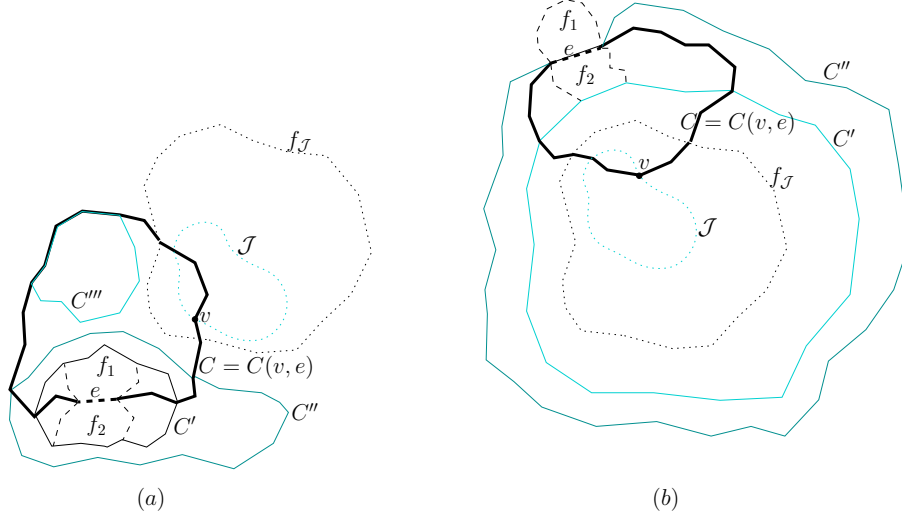 f_𝒥
𝒥
C'''
v
C = C(v, e)
f_1
e
f_2
C'
C''
(a)
f_1
e
f_2
C''
C = C(v, e)
C'
v
f_𝒥
𝒥
(b)